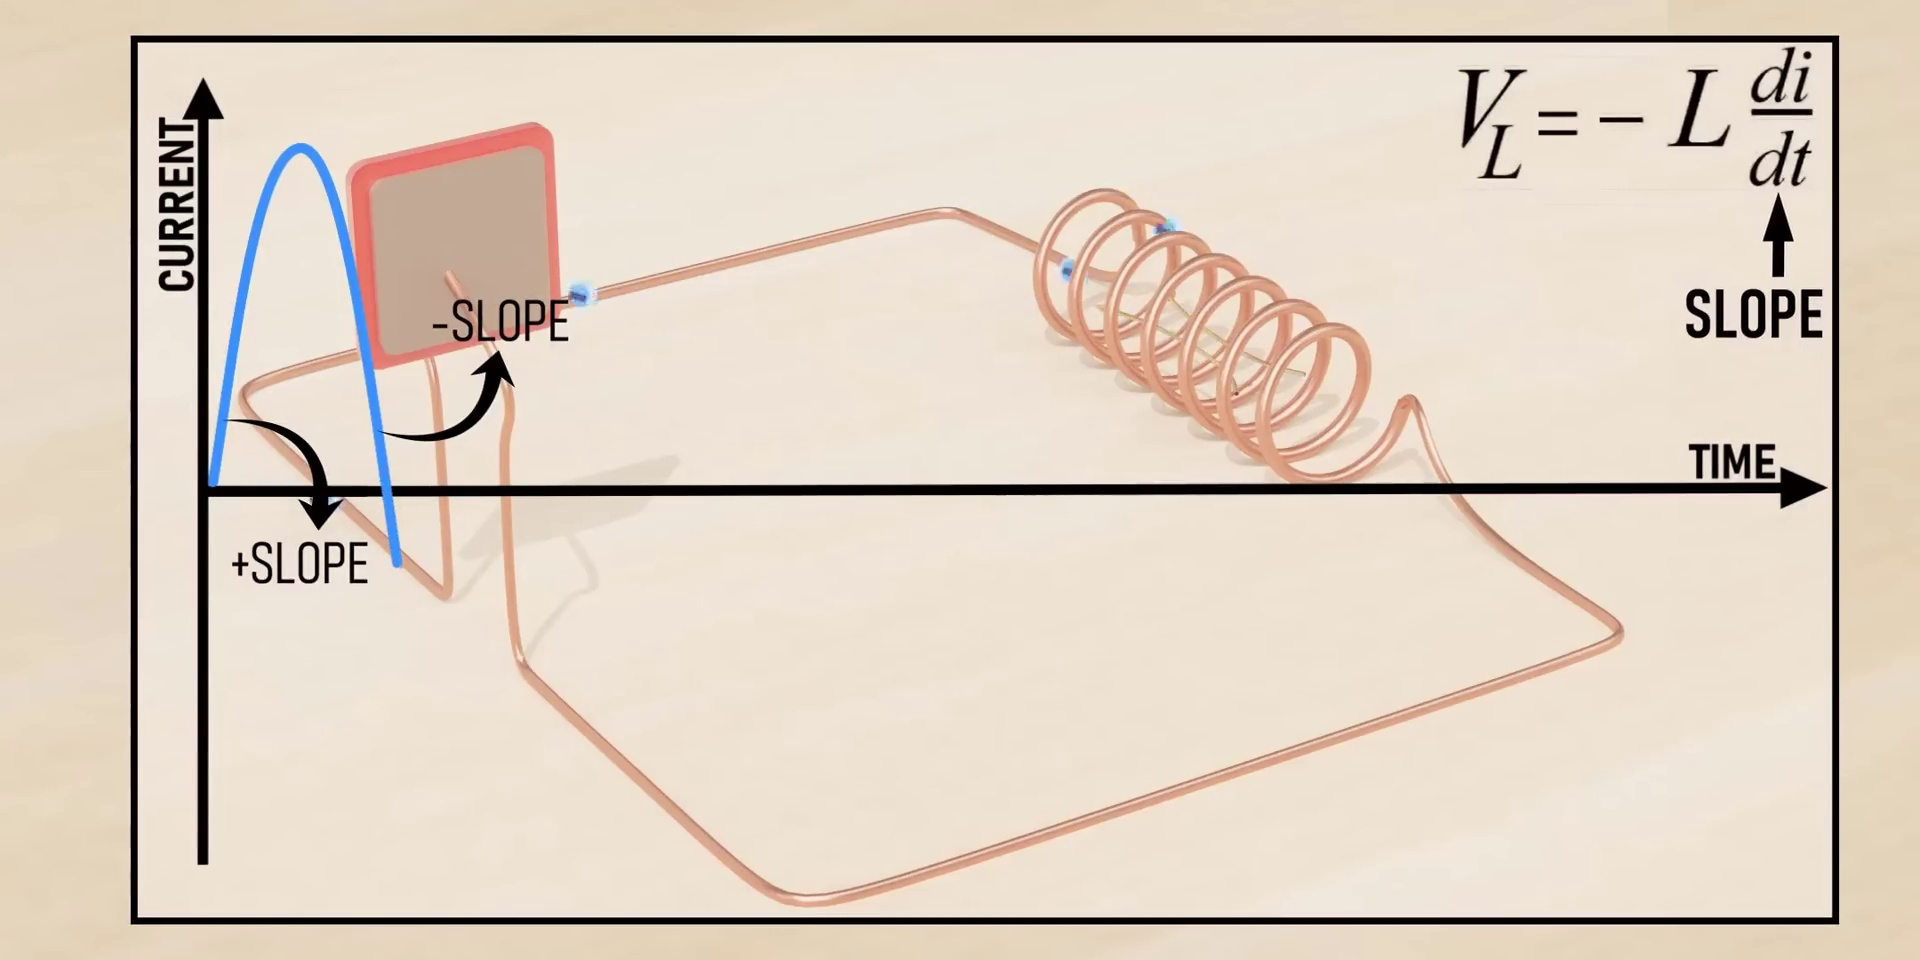 CURRENT
V_L = - L di/dt
SLOPE
-SLOPE
TIME
+SLOPE